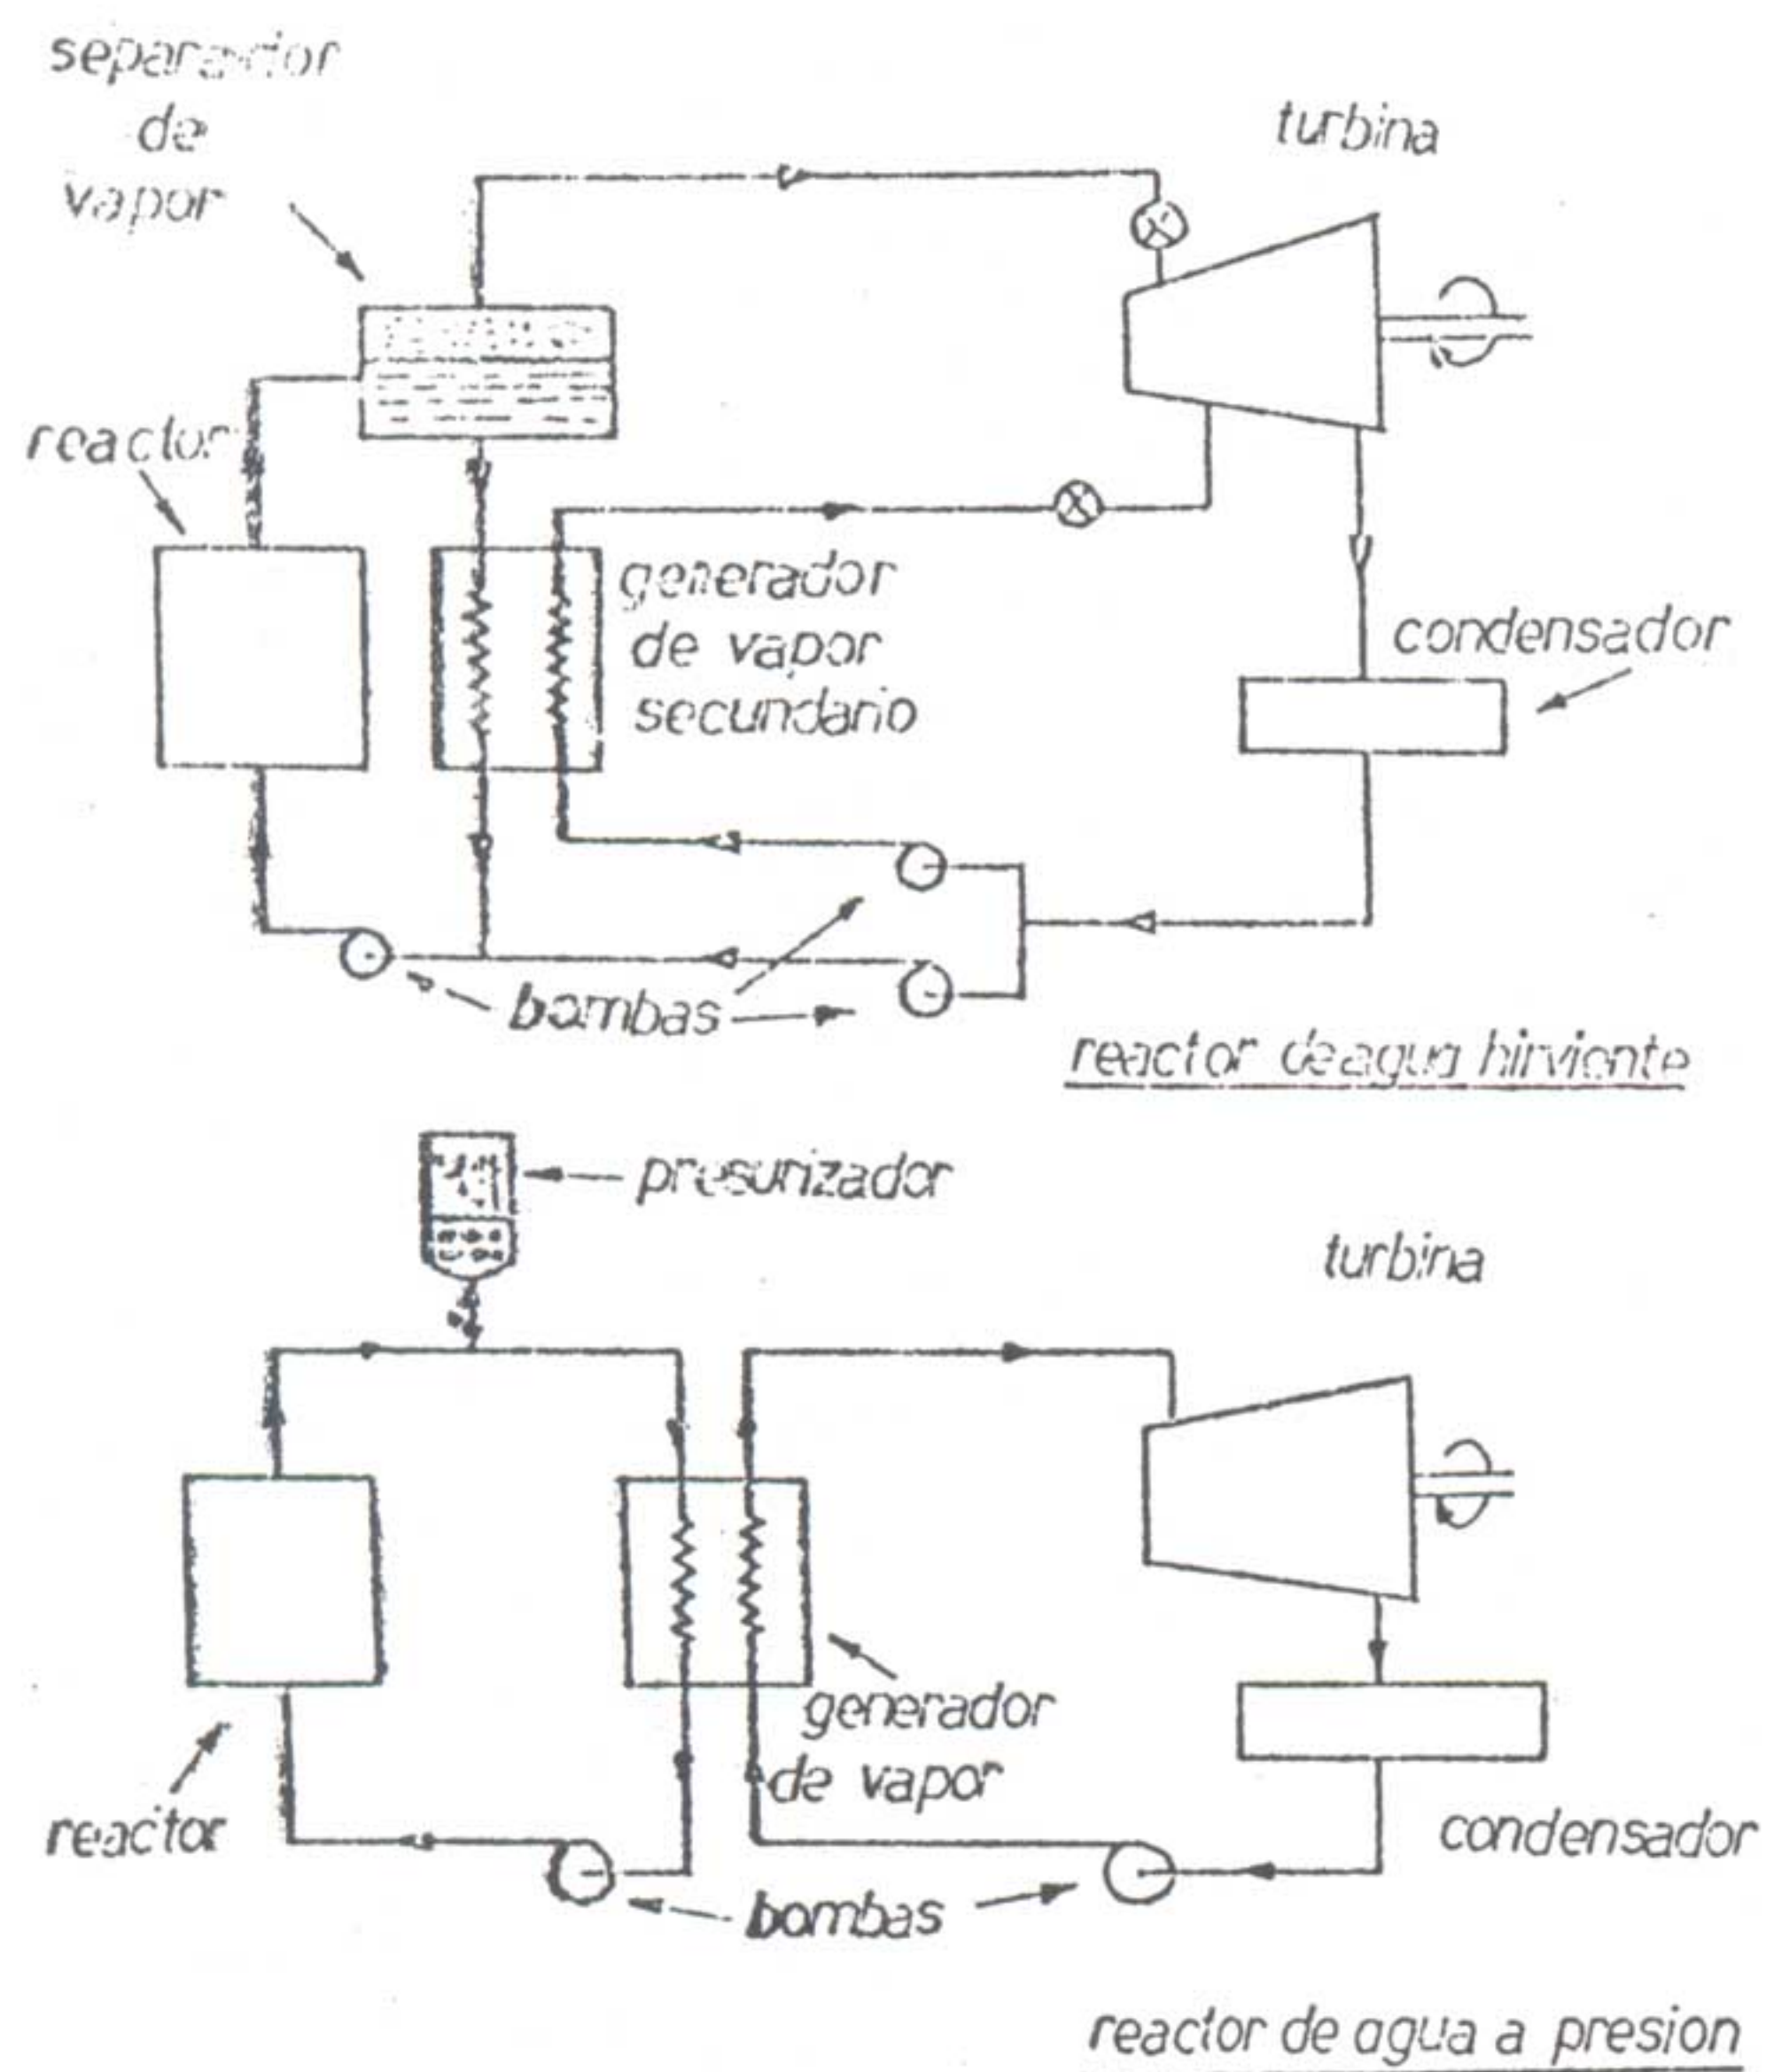 separador
de
vapor
turbina
reactor
generador
de vapor
secundario
condensador
bombas
reactor de agua hirviente
presurizador
turbina
generador
de vapor
reactor
condensador
bombas
reactor de agua a presion